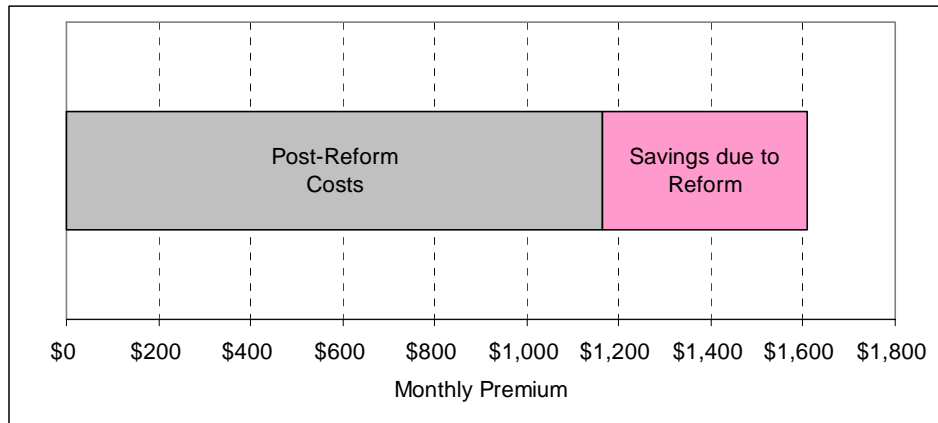 Post-Reform
Costs
Savings due to
Reform
$0 $200 $400 $600 $800 $1,000 $1,200 $1,400 $1,600 $1,800
Monthly Premium